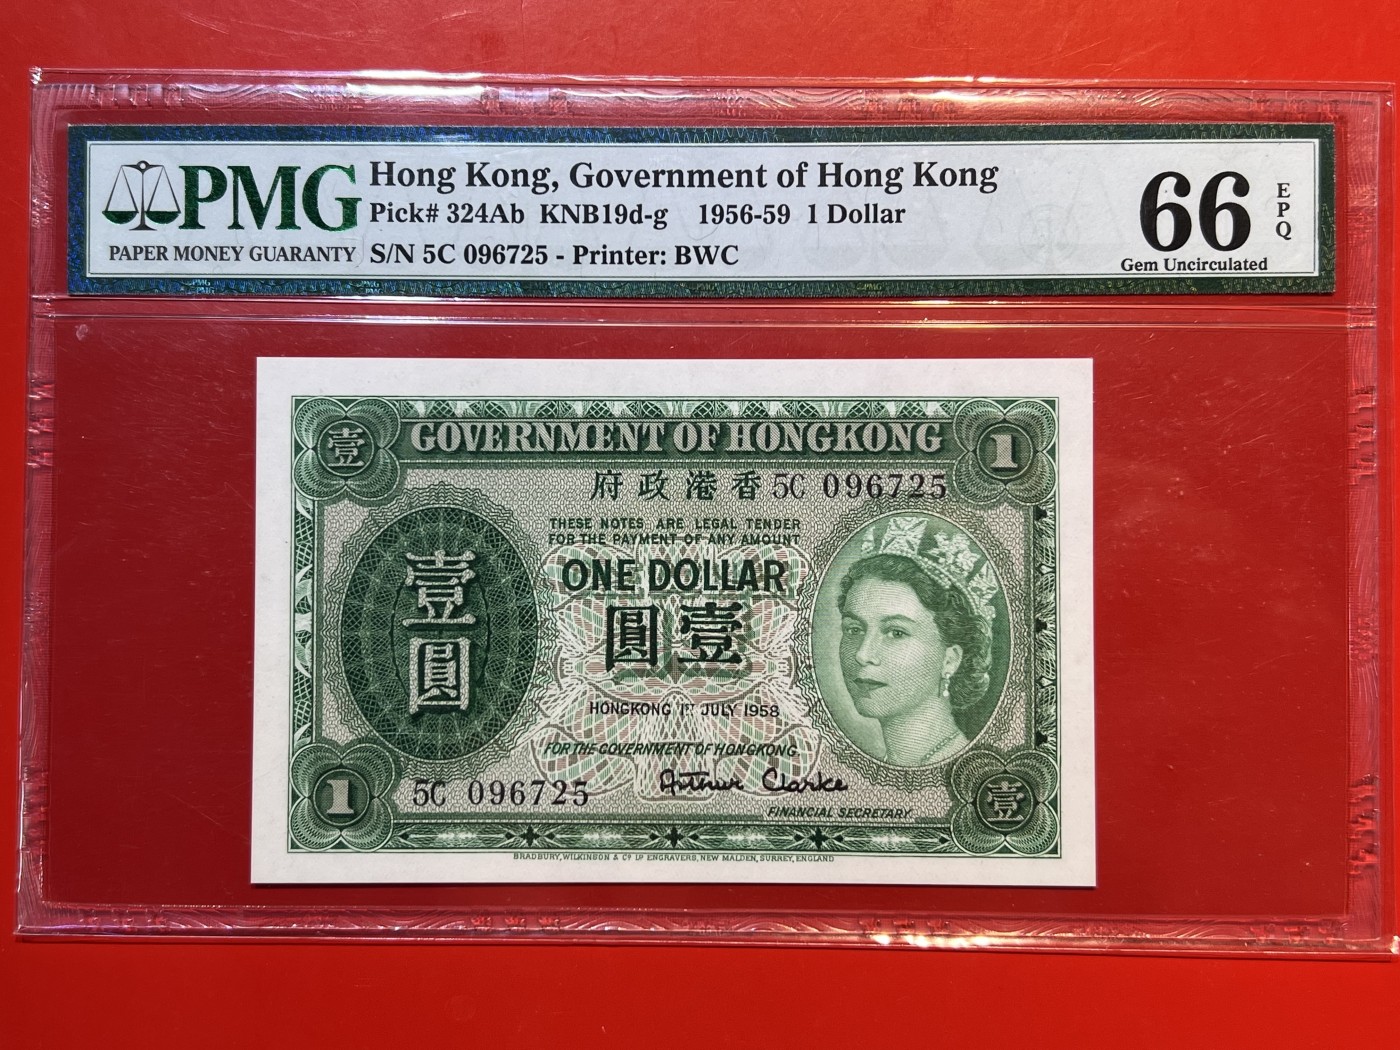 PMG
PAPER MONEY GUARANTY
Hong Kong, Government of Hong Kong
Pick# 324Ab KNB19d-g 1956-59 1 Dollar
S/N 5C 096725 - Printer: BWC
66
EPQ
Gem Uncirculated
壹
GOVERNMENT OF HONGKONG
1
府政港香 5C 096725
THESE NOTES ARE LEGAL TENDER
FOR THE PAYMENT OF ANY AMOUNT
ONE DOLLAR
圓壹
壹
圓
HONGKONG 1ST JULY 1958
FOR THE GOVERNMENT OF HONGKONG.
1
5C 096725
Arthur Clarke
壹
FINANCIAL SECRETARY.
BRADBURY, WILKINSON & Cº Lᴰ ENGRAVERS, NEW MALDEN, SURREY, ENGLAND